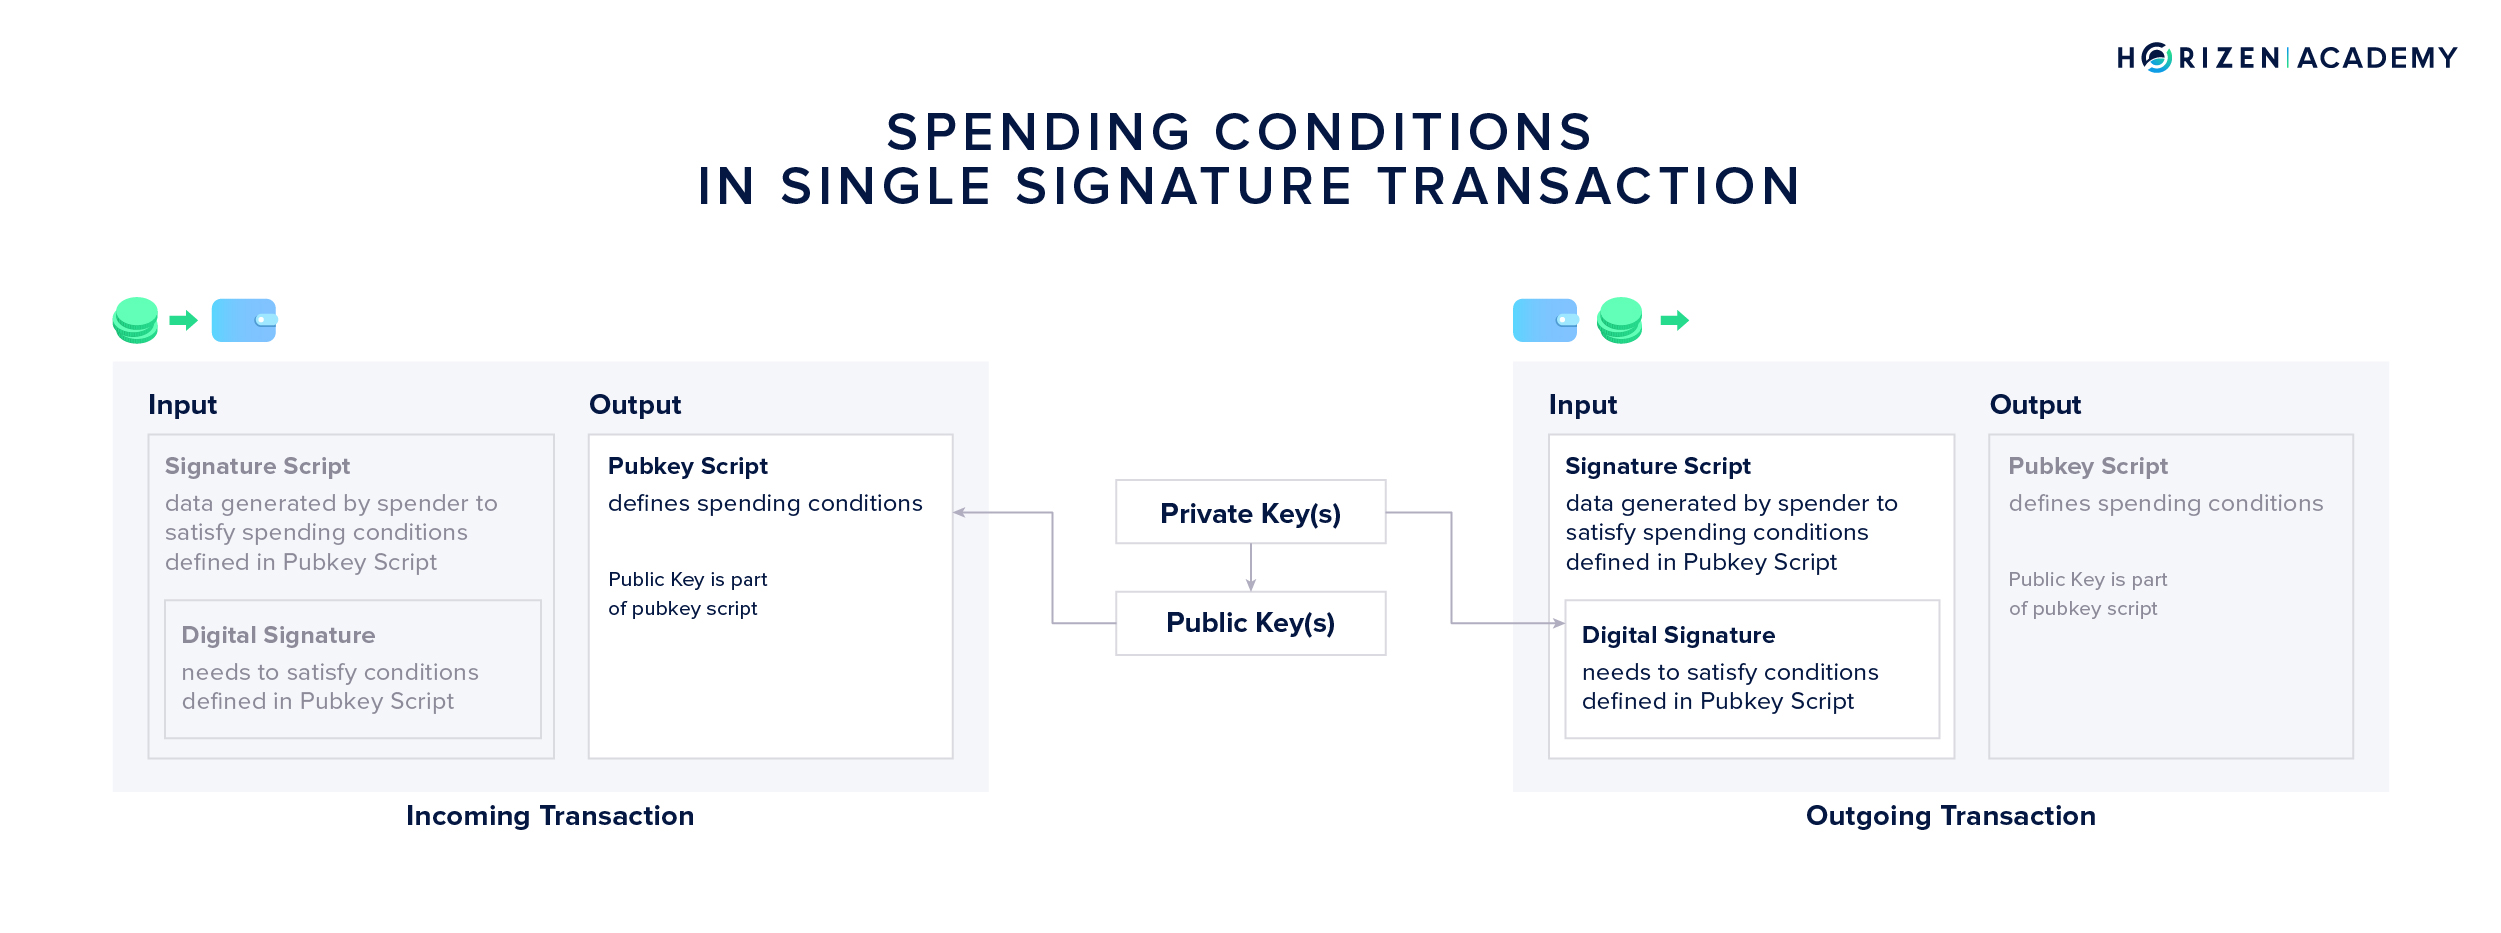 HORIZEN ACADEMY
SPENDING CONDITIONS
IN SINGLE SIGNATURE TRANSACTION
Input
Signature Script
data generated by spender to
satisfy spending conditions
defined in Pubkey Script
Digital Signature
needs to satisfy conditions
defined in Pubkey Script
Output
Pubkey Script
defines spending conditions
Public Key is part
of pubkey script
Incoming Transaction
Private Key(s)
Public Key(s)
Input
Signature Script
data generated by spender to
satisfy spending conditions
defined in Pubkey Script
Digital Signature
needs to satisfy conditions
defined in Pubkey Script
Output
Pubkey Script
defines spending conditions
Public Key is part
of pubkey script
Outgoing Transaction